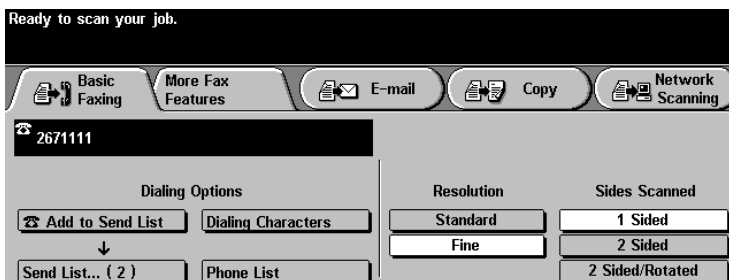 Ready to scan your job.
Basic Faxing
More Fax Features
E-mail
Copy
Network Scanning
2671111
Dialing Options
Resolution
Sides Scanned
Add to Send List
Dialing Characters
Standard
1 Sided
Fine
2 Sided
Send List... (2)
Phone List
2 Sided/Rotated